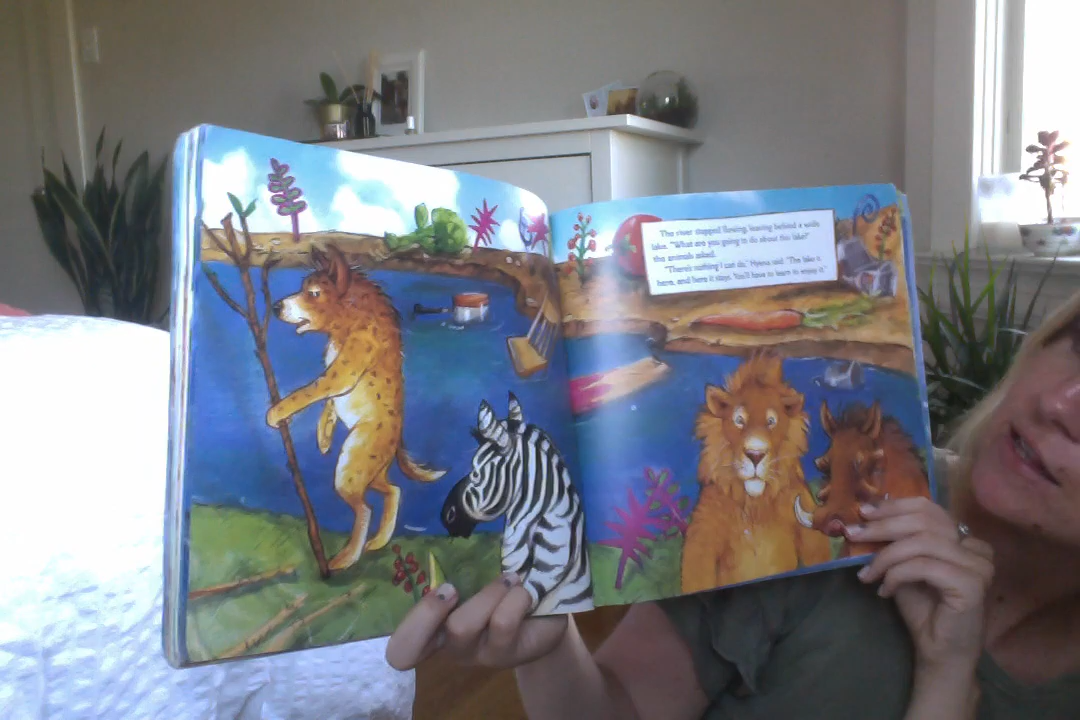 The river stopped flowing, leaving behind a wide
lake. "What are you going to do about this lake?"
the animals asked.
"There's nothing I can do," Hyena said. "The lake is
here, and here it stays. You'll have to learn to enjoy it."